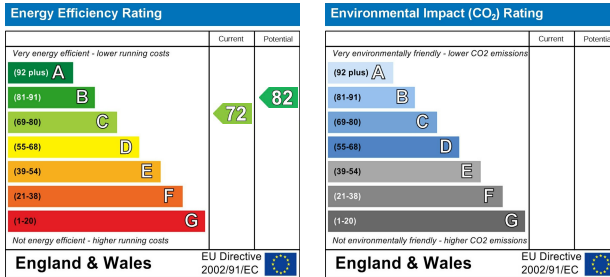 Energy Efficiency Rating
Current
Potential
Very energy efficient - lower running costs
(92 plus) A
(81-91) B
(69-80) C
(55-68) D
(39-54) E
(21-38) F
(1-20) G
72
82
Not energy efficient - higher running costs
England & Wales
EU Directive
2002/91/EC
Environmental Impact (CO₂) Rating
Current
Potential
Very environmentally friendly - lower CO2 emissions
(92 plus) A
(81-91) B
(69-80) C
(55-68) D
(39-54) E
(21-38) F
(1-20) G
Not environmentally friendly - higher CO2 emissions
England & Wales
EU Directive
2002/91/EC